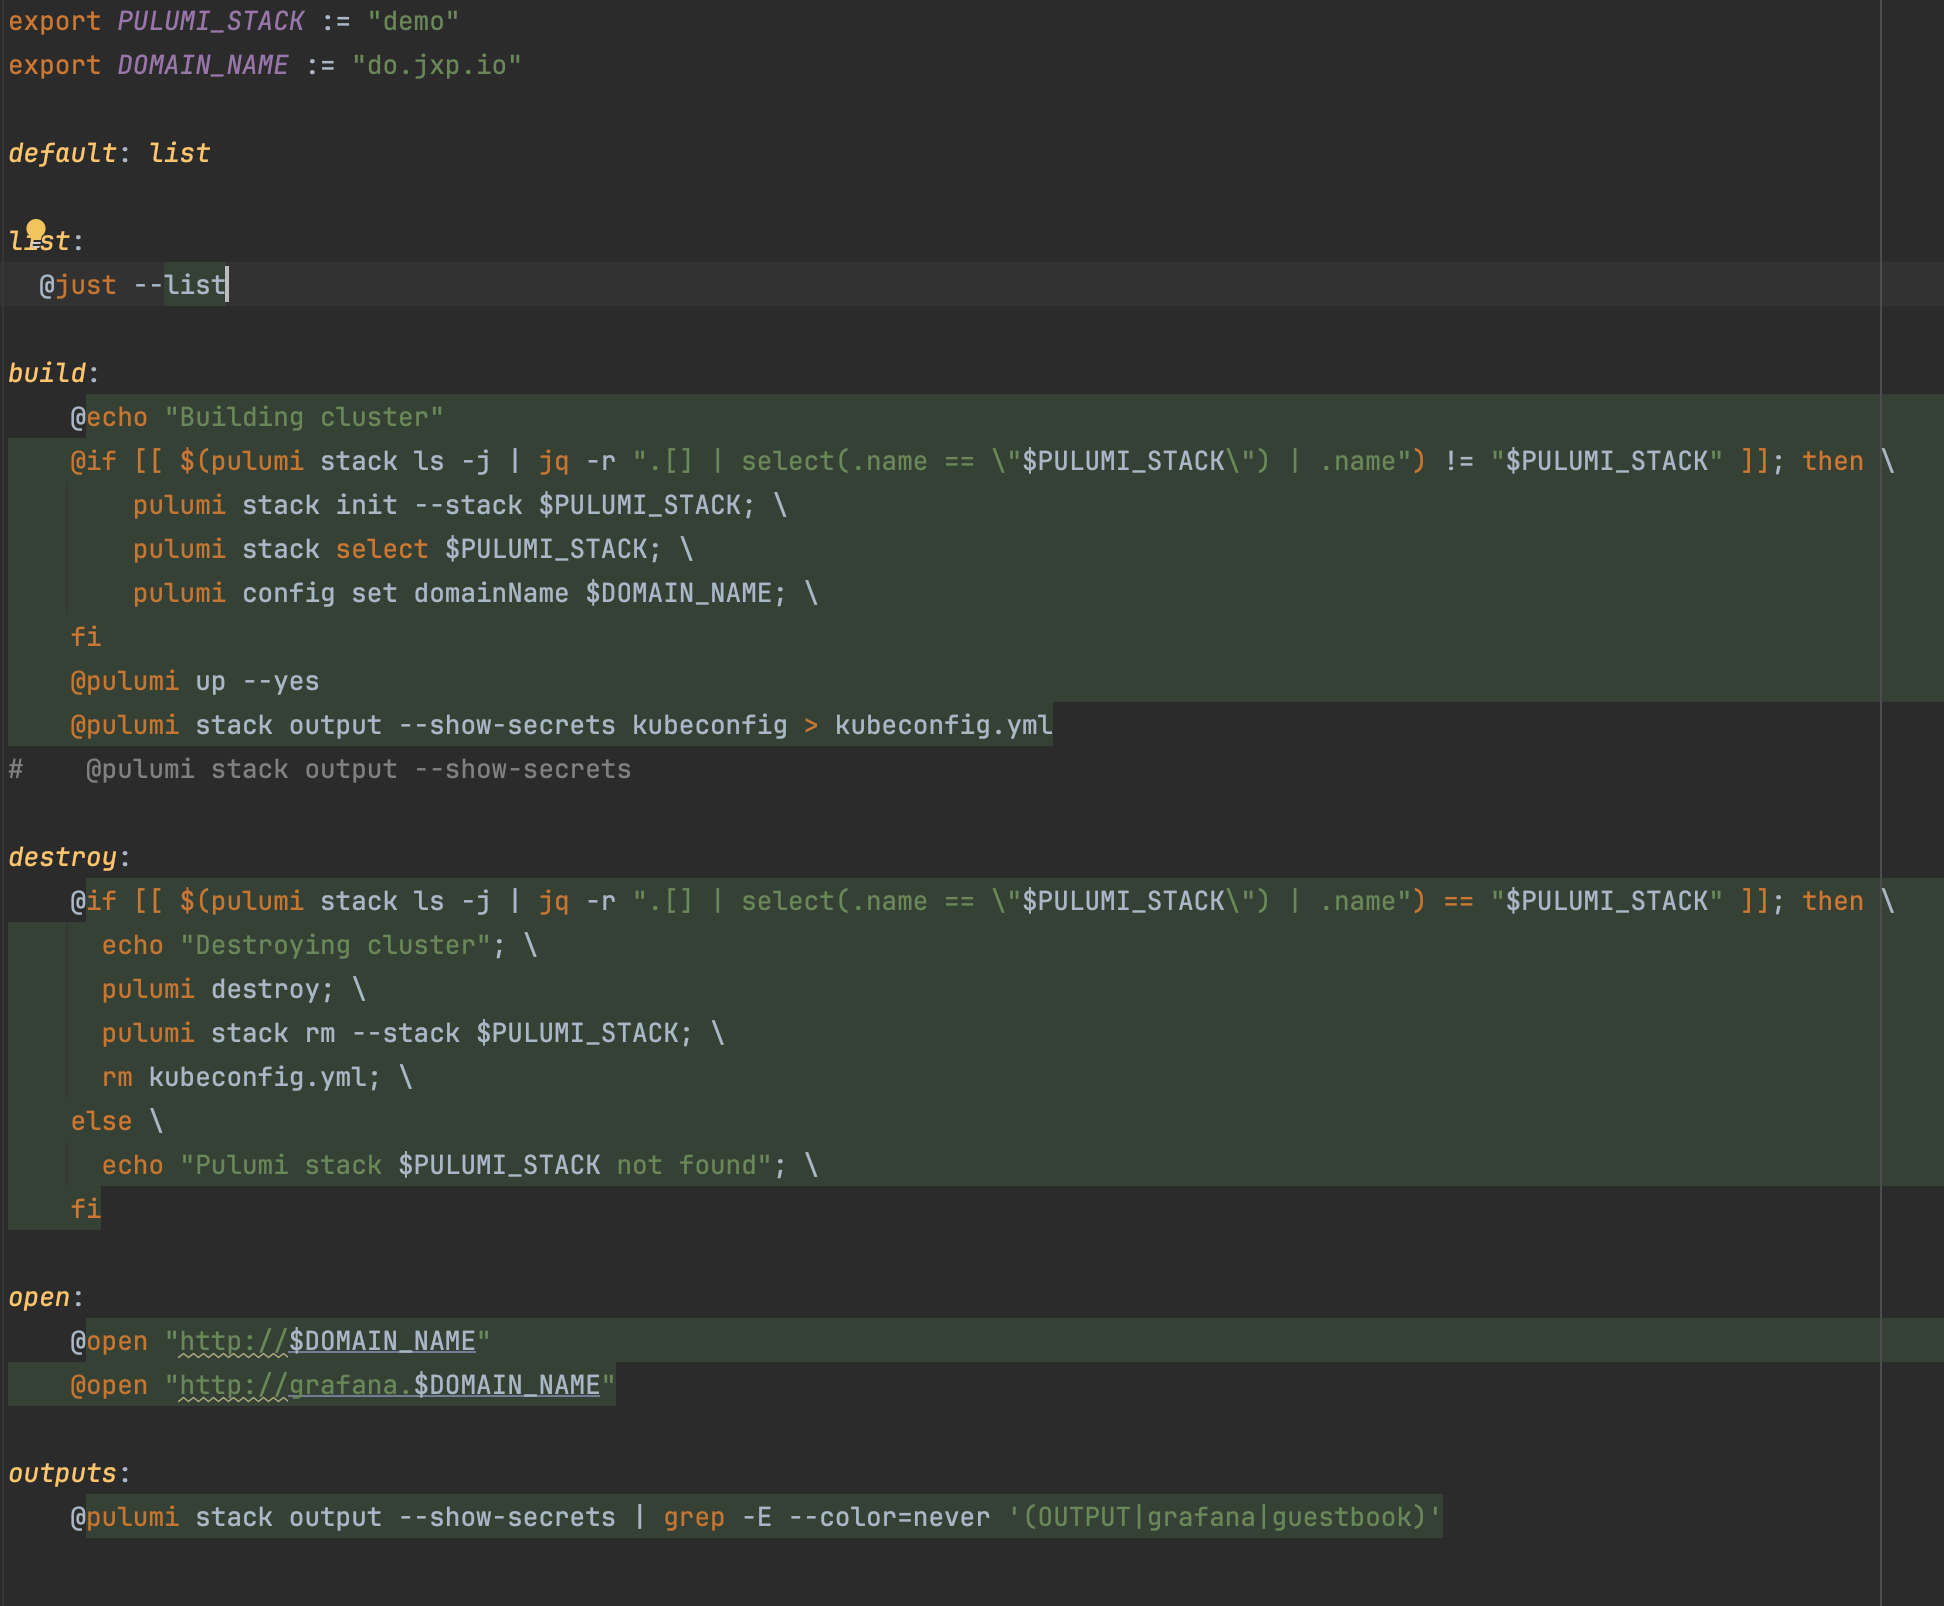 export PULUMI_STACK := "demo"
export DOMAIN_NAME := "do.jxp.io"
default: list
list:
  @just --list
build:
    @echo "Building cluster"
    @if [[ $(pulumi stack ls -j | jq -r ".[] | select(.name == \"$PULUMI_STACK\") | .name") != "$PULUMI_STACK" ]]; then \
        pulumi stack init --stack $PULUMI_STACK; \
        pulumi stack select $PULUMI_STACK; \
        pulumi config set domainName $DOMAIN_NAME; \
    fi
    @pulumi up --yes
    @pulumi stack output --show-secrets kubeconfig > kubeconfig.yml
#    @pulumi stack output --show-secrets
destroy:
    @if [[ $(pulumi stack ls -j | jq -r ".[] | select(.name == \"$PULUMI_STACK\") | .name") == "$PULUMI_STACK" ]]; then \
      echo "Destroying cluster"; \
      pulumi destroy; \
      pulumi stack rm --stack $PULUMI_STACK; \
      rm kubeconfig.yml; \
    else \
      echo "Pulumi stack $PULUMI_STACK not found"; \
    fi
open:
    @open "http://$DOMAIN_NAME"
    @open "http://grafana.$DOMAIN_NAME"
outputs:
    @pulumi stack output --show-secrets | grep -E --color=never '(OUTPUT|grafana|guestbook)'